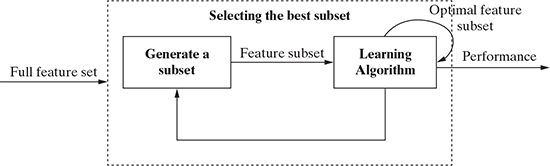 Selecting the best subset
Optimal feature
subset
Full feature set
Generate a
subset
Feature subset
Learning
Algorithm
Performance